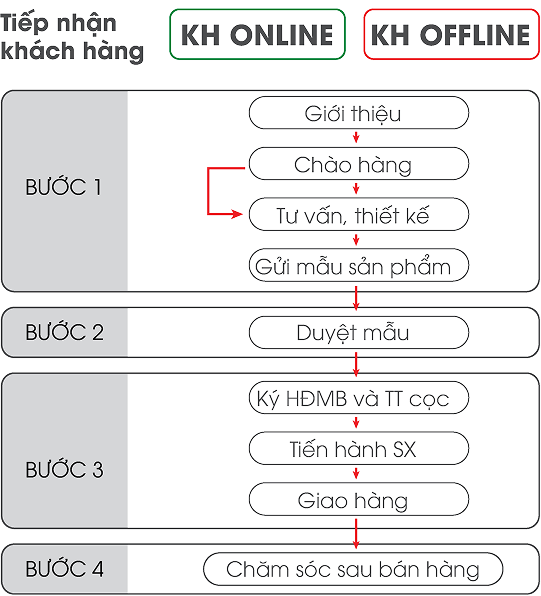 Tiếp nhận
khách hàng
KH ONLINE
KH OFFLINE
BƯỚC 1
Giới thiệu
Chào hàng
Tư vấn, thiết kế
Gửi mẫu sản phẩm
BƯỚC 2
Duyệt mẫu
BƯỚC 3
Ký HĐMB và TT cọc
Tiến hành SX
Giao hàng
BƯỚC 4
Chăm sóc sau bán hàng